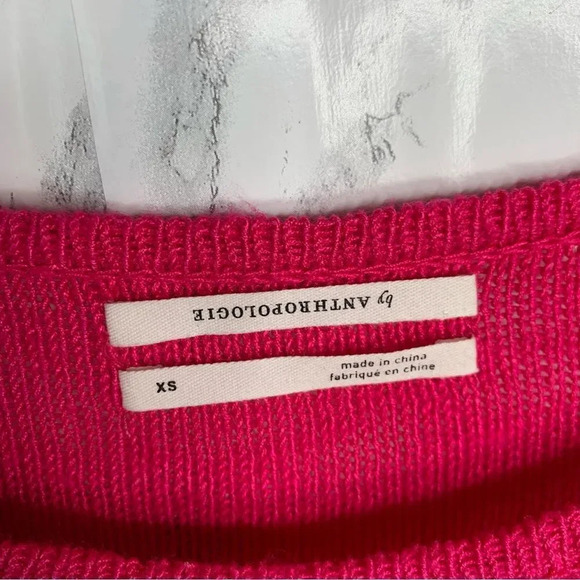 by ANTHROPOLOGIE
XS
made in china
fabriqué en chine